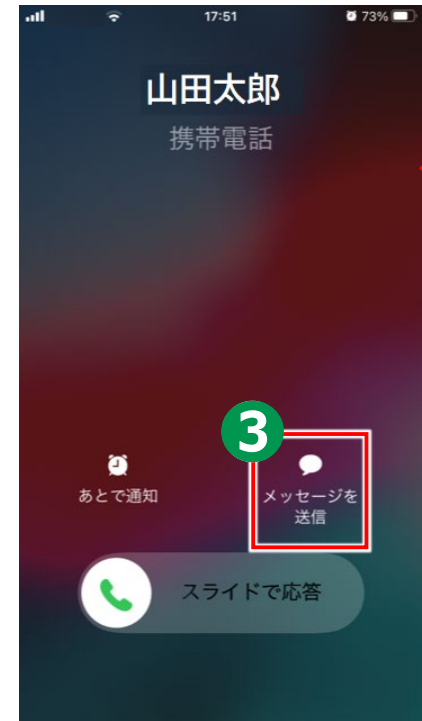 17:51
73%
山田太郎
携帯電話
3
あとで通知
メッセージを
送信
スライドで応答